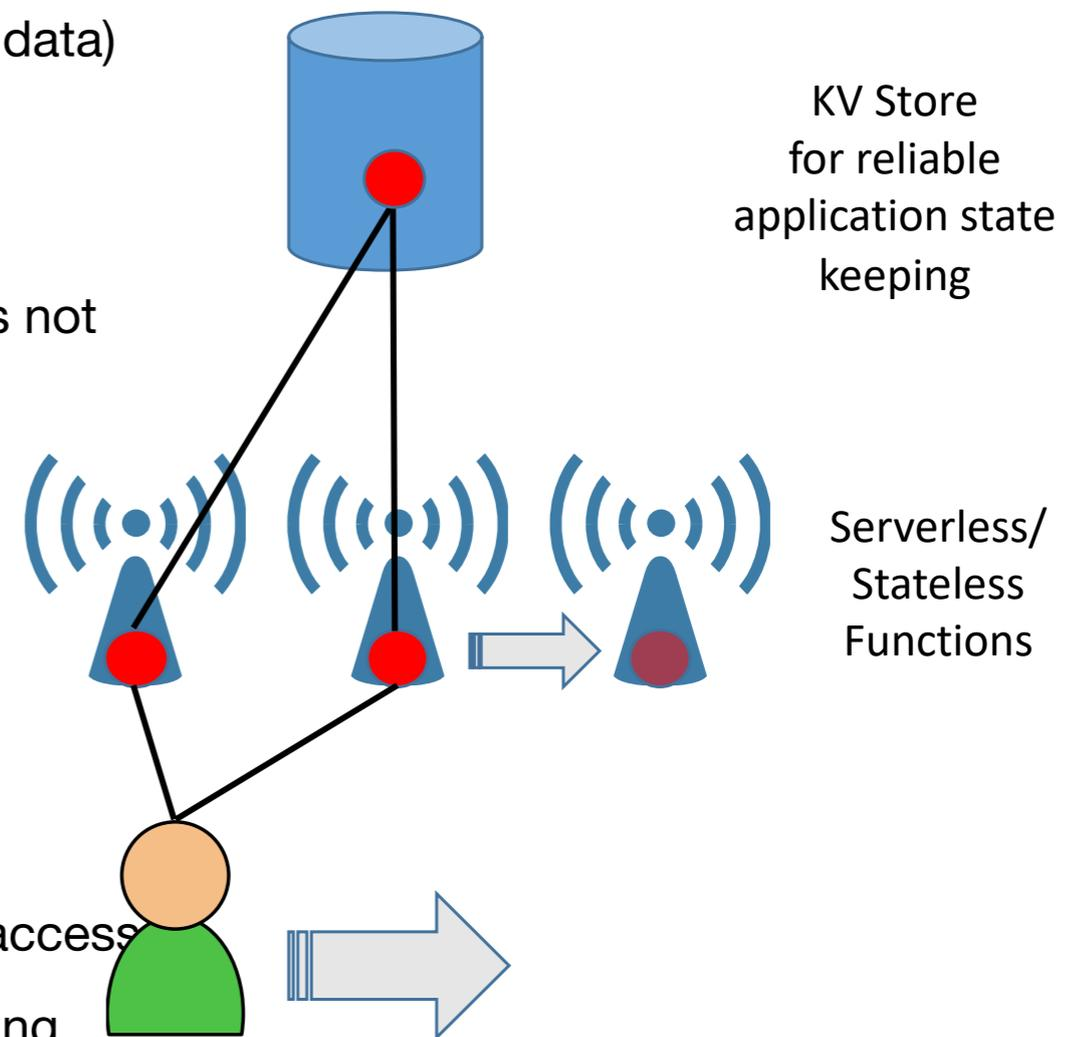 data)
s not
access
ng
KV Store
for reliable
application state
keeping
Serverless/
Stateless
Functions